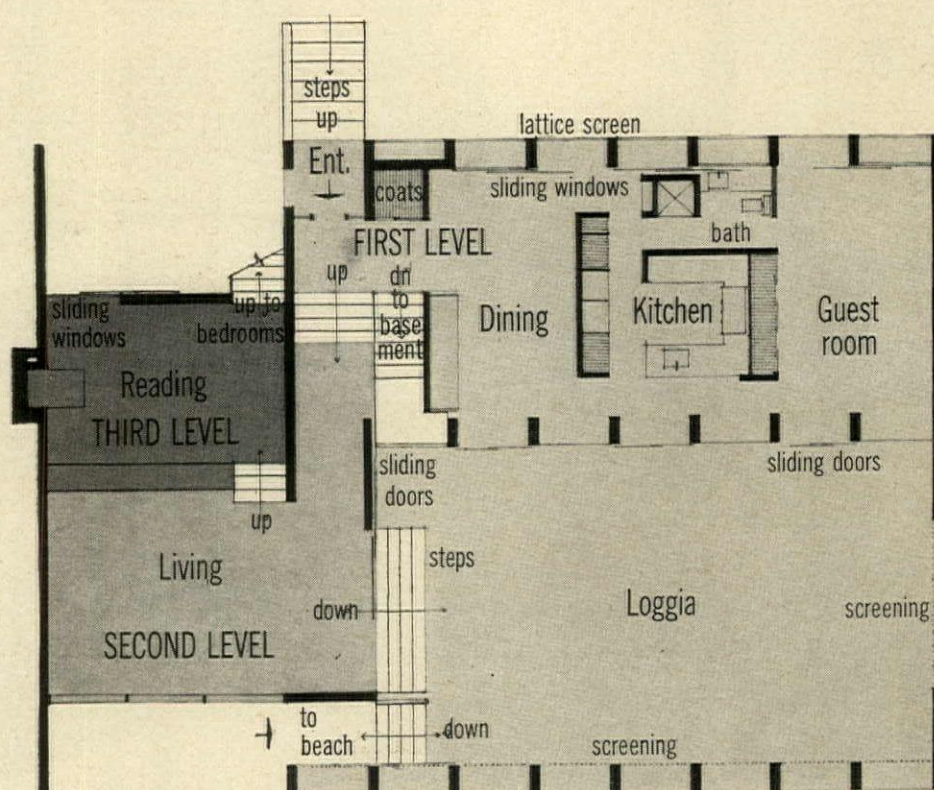 steps
up
lattice screen
Ent.
coats
sliding windows
bath
FIRST LEVEL
up
dn
to
base
ment
Dining
Kitchen
Guest
room
sliding
windows
up to
bedrooms
Reading
THIRD LEVEL
sliding
doors
sliding doors
up
Living
steps
down
Loggia
screening
SECOND LEVEL
to
beach
down
screening